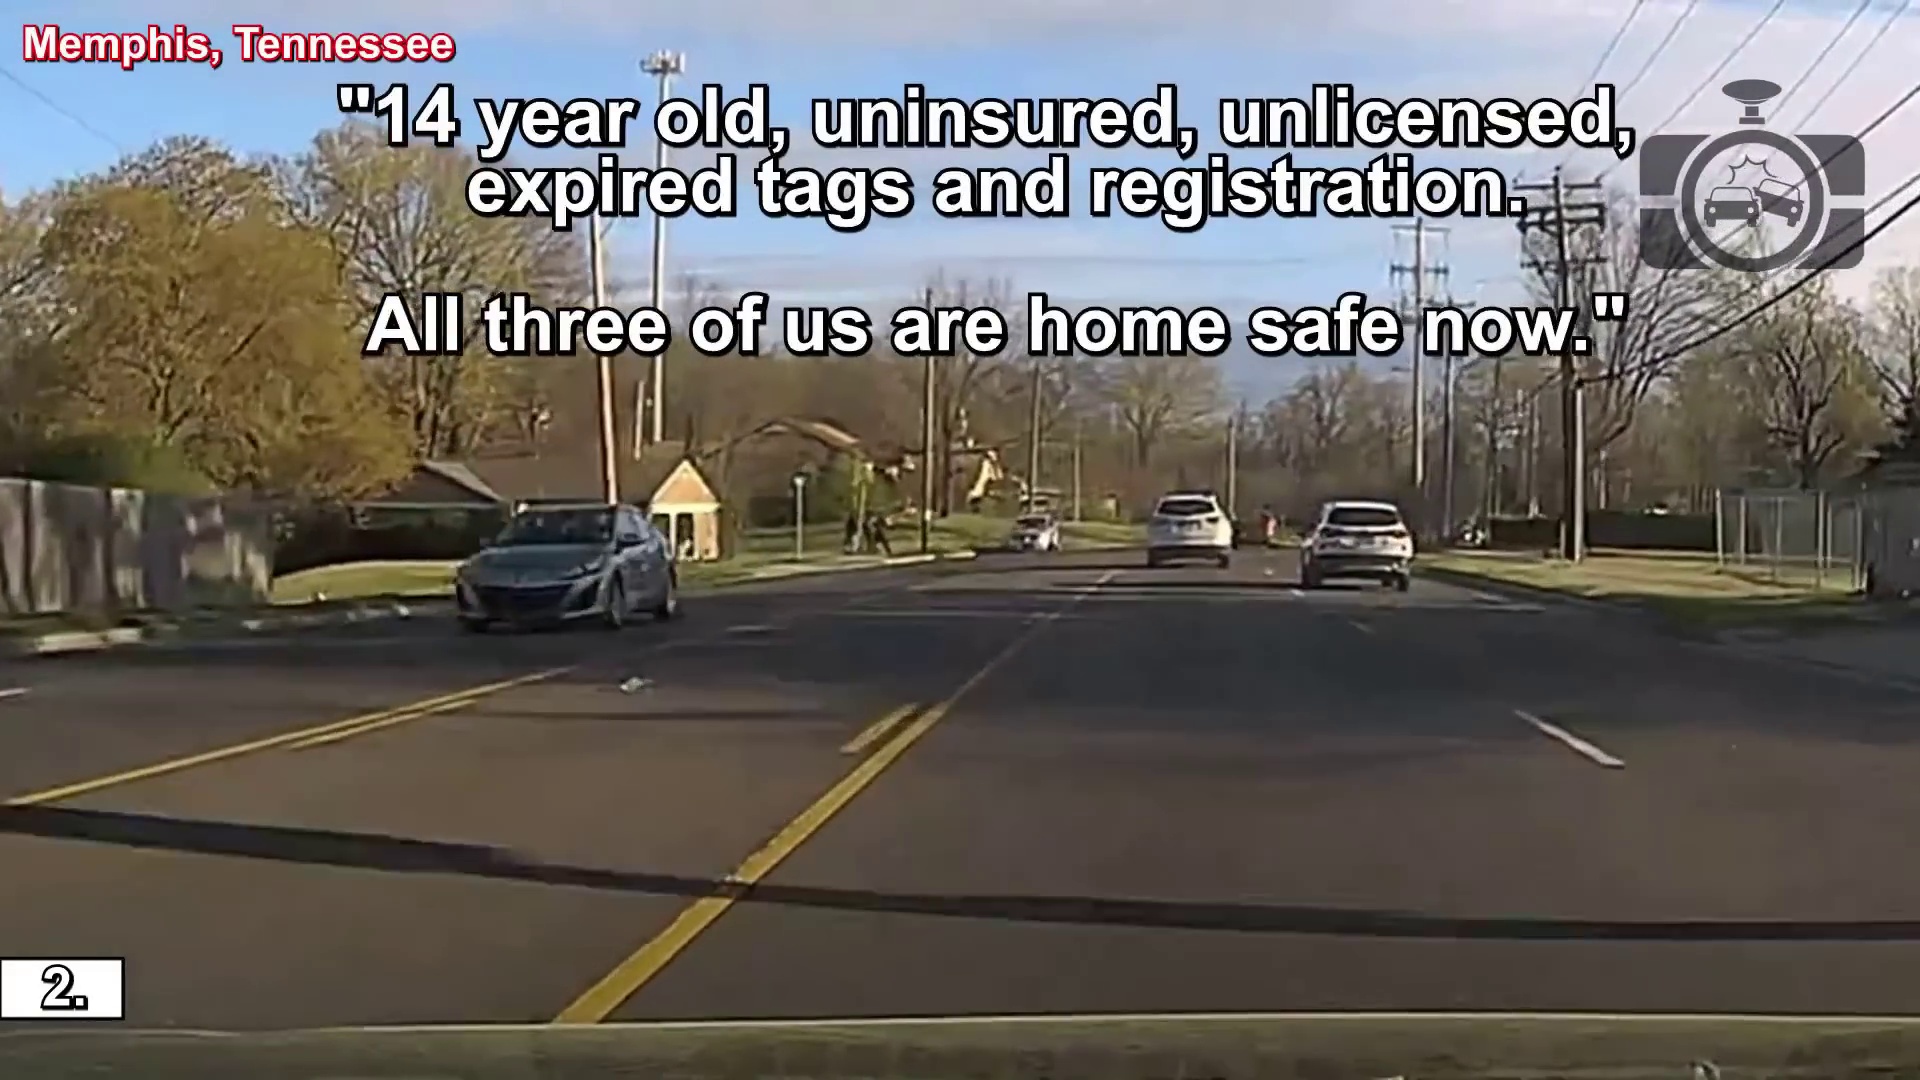 Memphis, Tennessee
"14 year old, uninsured, unlicensed,
expired tags and registration.
All three of us are home safe now."
2.